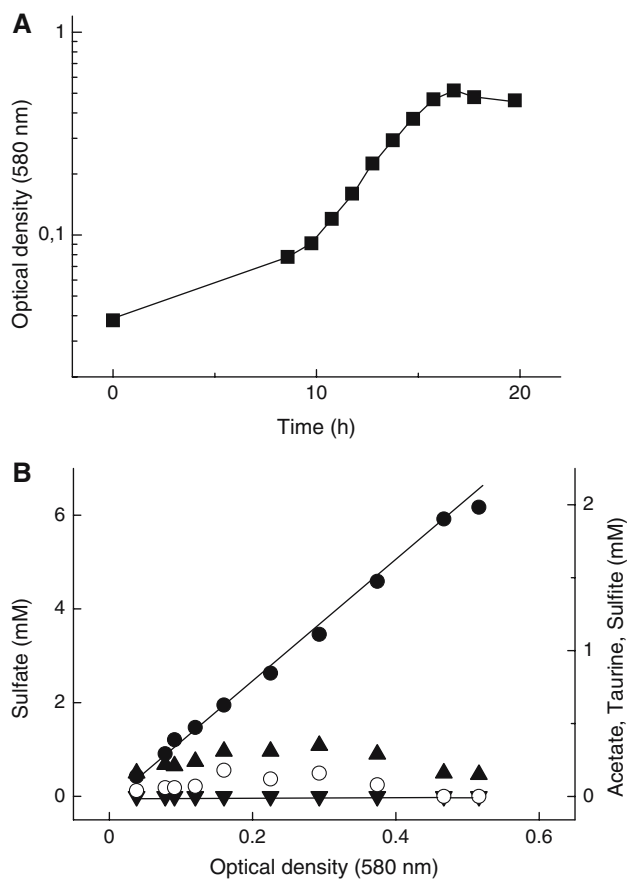 A
1
0,1
Optical density (580 nm)
0
10
20
Time (h)
B
6
4
2
0
Sulfate (mM)
2
1
0
Acetate, Taurine, Sulfite (mM)
0
0.2
0.4
0.6
Optical density (580 nm)